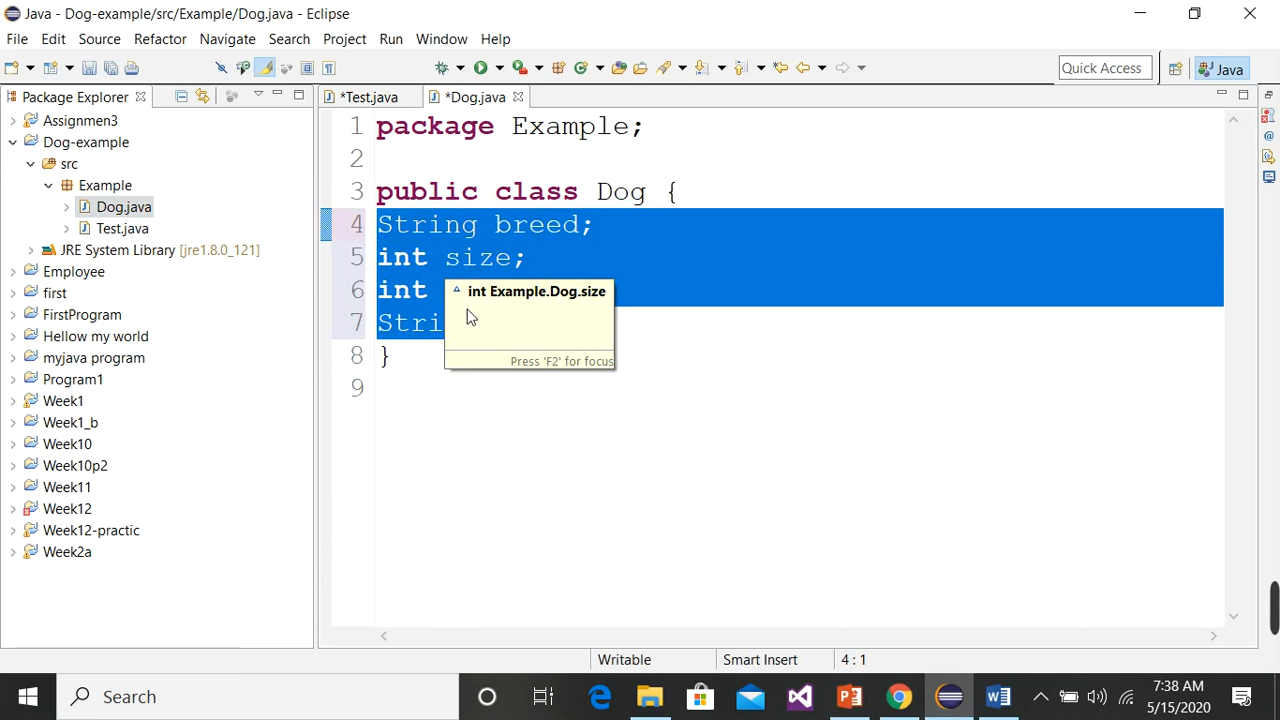 Java - Dog-example/src/Example/Dog.java - Eclipse
File Edit Source Refactor Navigate Search Project Run Window Help
Quick Access
Java
Package Explorer
*Test.java
*Dog.java
Assignmen3
Dog-example
src
Example
Dog.java
Test.java
JRE System Library [jre1.8.0_121]
Employee
first
FirstProgram
Hellow my world
myjava program
Program1
Week1
Week1_b
Week10
Week10p2
Week11
Week12
Week12-practic
Week2a
1 package Example;
2
3 public class Dog {
4 String breed;
5 int size;
6 int
7 Stri
8 }
9
int Example.Dog.size
Press 'F2' for focus
Writable
Smart Insert
4 : 1
Search
7:38 AM
5/15/2020